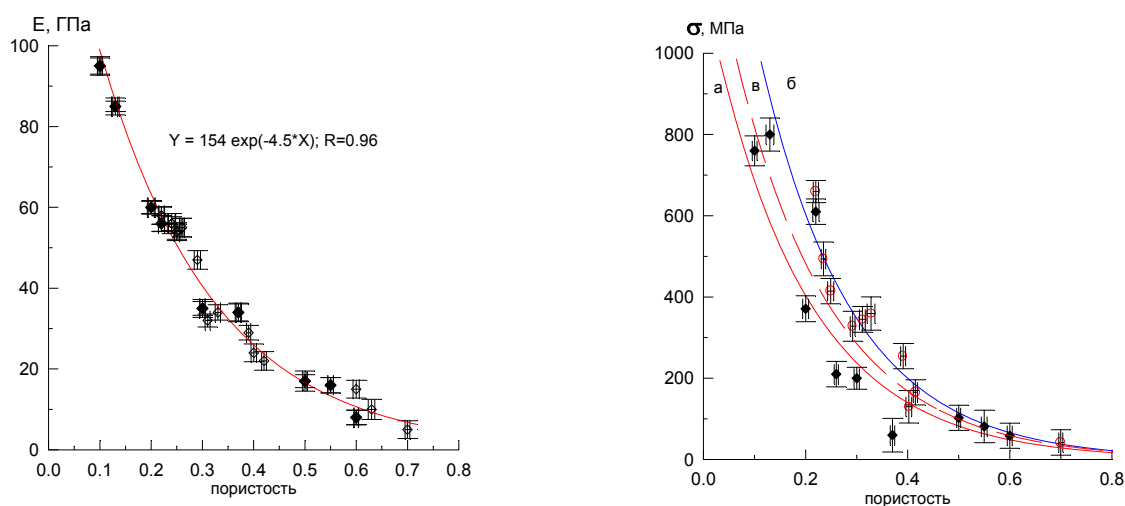 E, ГПа
100
80
60
40
20
0
0.0 0.1 0.2 0.3 0.4 0.5 0.6 0.7 0.8
пористость
Y = 154 exp(-4.5*X); R=0.96
σ, МПа
1000
800
600
400
200
0
0.0 0.2 0.4 0.6 0.8
пористость
а в б